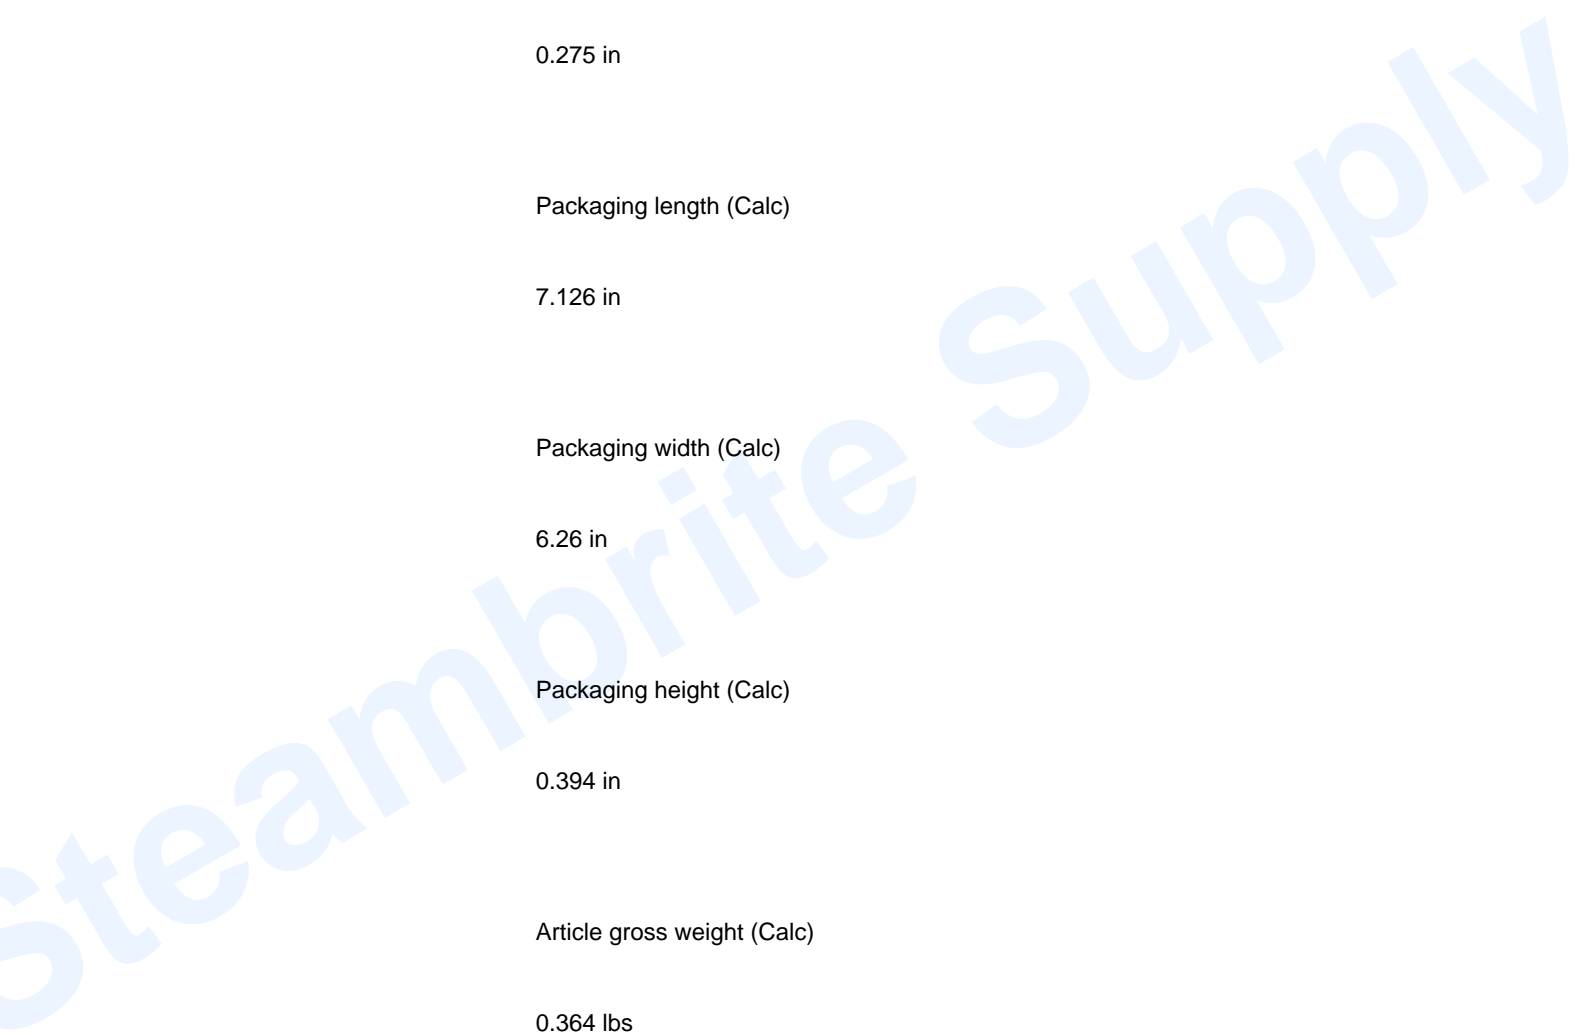 0.275 in
Packaging length (Calc)
7.126 in
Packaging width (Calc)
6.26 in
Packaging height (Calc)
0.394 in
Article gross weight (Calc)
0.364 lbs
Steambrite Supply